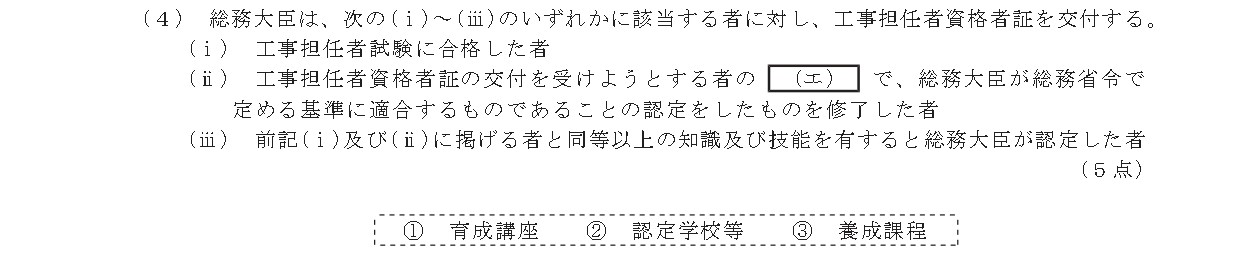 (４) 総務大臣は、次の(ⅰ)～(ⅲ)のいずれかに該当する者に対し、工事担任者資格者証を交付する。
(ⅰ) 工事担任者試験に合格した者
(ⅱ) 工事担任者資格者証の交付を受けようとする者の (エ) で、総務大臣が総務省令で
定める基準に適合するものであることの認定をしたものを修了した者
(ⅲ) 前記(ⅰ)及び(ⅱ)に掲げる者と同等以上の知識及び技能を有すると総務大臣が認定した者
(５点)
① 育成講座 ② 認定学校等 ③ 養成課程